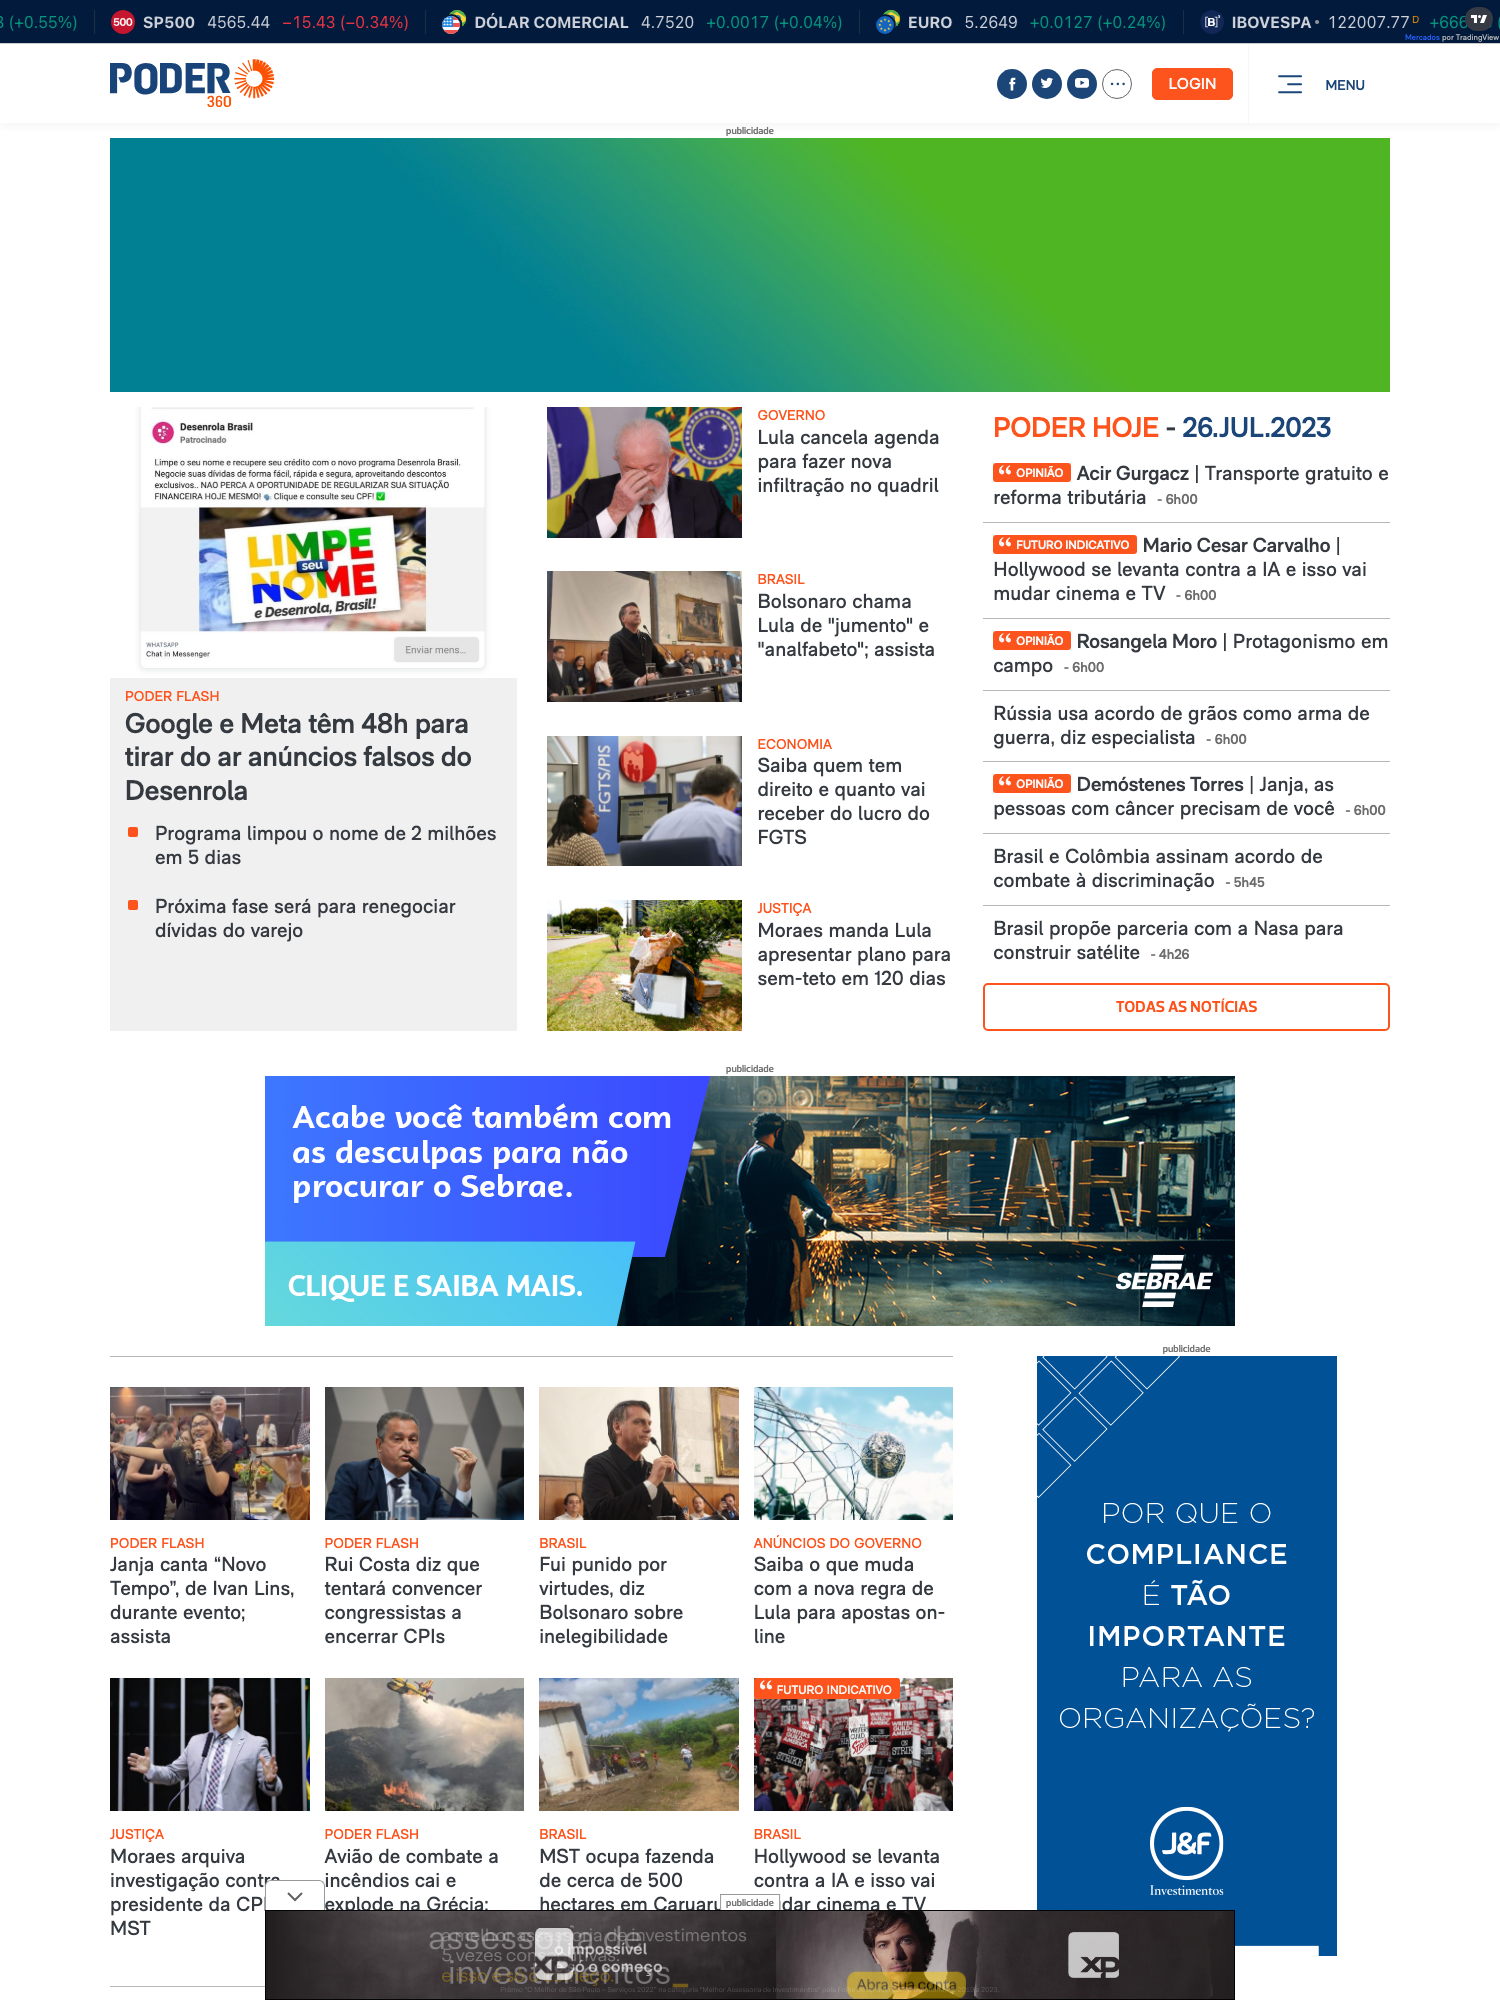 (+0.55%)
SP500 4565.44 −15.43 (−0.34%)
DÓLAR COMERCIAL 4.7520 +0.0017 (+0.04%)
EURO 5.2649 +0.0127 (+0.24%)
IBOVESPA 122007.77 D +666
Mercados por TradingView
PODER
360
LOGIN
MENU
publicidade
Desenrola Brasil
Patrocinado
Limpe o seu nome e recupere seu crédito com o novo programa Desenrola Brasil.
Negocie suas dívidas de forma fácil, rápida e segura, aproveitando descontos
exclusivos.. NAO PERCA A OPORTUNIDADE DE REGULARIZAR SUA SITUAÇÃO
FINANCEIRA HOJE MESMO! Clique e consulte seu CPF!
LIMPE
seu
NOME
e Desenrola, Brasil!
WHATSAPP
Chat in Messenger
Enviar mens...
PODER FLASH
Google e Meta têm 48h para
tirar do ar anúncios falsos do
Desenrola
Programa limpou o nome de 2 milhões
em 5 dias
Próxima fase será para renegociar
dívidas do varejo
GOVERNO
Lula cancela agenda
para fazer nova
infiltração no quadril
BRASIL
Bolsonaro chama
Lula de "jumento" e
"analfabeto"; assista
FGTS/PIS
ECONOMIA
Saiba quem tem
direito e quanto vai
receber do lucro do
FGTS
JUSTIÇA
Moraes manda Lula
apresentar plano para
sem-teto em 120 dias
PODER HOJE - 26.JUL.2023
“ OPINIÃO Acir Gurgacz | Transporte gratuito e
reforma tributária - 6h00
“ FUTURO INDICATIVO Mario Cesar Carvalho |
Hollywood se levanta contra a IA e isso vai
mudar cinema e TV - 6h00
“ OPINIÃO Rosangela Moro | Protagonismo em
campo - 6h00
Rússia usa acordo de grãos como arma de
guerra, diz especialista - 6h00
“ OPINIÃO Demóstenes Torres | Janja, as
pessoas com câncer precisam de você - 6h00
Brasil e Colômbia assinam acordo de
combate à discriminação - 5h45
Brasil propõe parceria com a Nasa para
construir satélite - 4h26
TODAS AS NOTÍCIAS
publicidade
Acabe você também com
as desculpas para não
procurar o Sebrae.
CLIQUE E SAIBA MAIS.
SEBRAE
publicidade
PODER FLASH
Janja canta “Novo
Tempo”, de Ivan Lins,
durante evento;
assista
PODER FLASH
Rui Costa diz que
tentará convencer
congressistas a
encerrar CPIs
BRASIL
Fui punido por
virtudes, diz
Bolsonaro sobre
inelegibilidade
ANÚNCIOS DO GOVERNO
Saiba o que muda
com a nova regra de
Lula para apostas on-
line
POR QUE O
COMPLIANCE
É TÃO
IMPORTANTE
PARA AS
ORGANIZAÇÕES?
J&F
Investimentos
“ FUTURO INDICATIVO
JUSTIÇA
Moraes arquiva
investigação contra
presidente da CPI
MST
PODER FLASH
Avião de combate a
incêndios cai e
explode na Grécia;
BRASIL
MST ocupa fazenda
de cerca de 500
hectares em Caruaru
BRASIL
Hollywood se levanta
contra a IA e isso vai
dar cinema e TV
publicidade
assessoria de
investimentos
a melhor assessoria de investimentos
5 vezes
o impossível
é só o começo
xp
Abra sua conta
xp